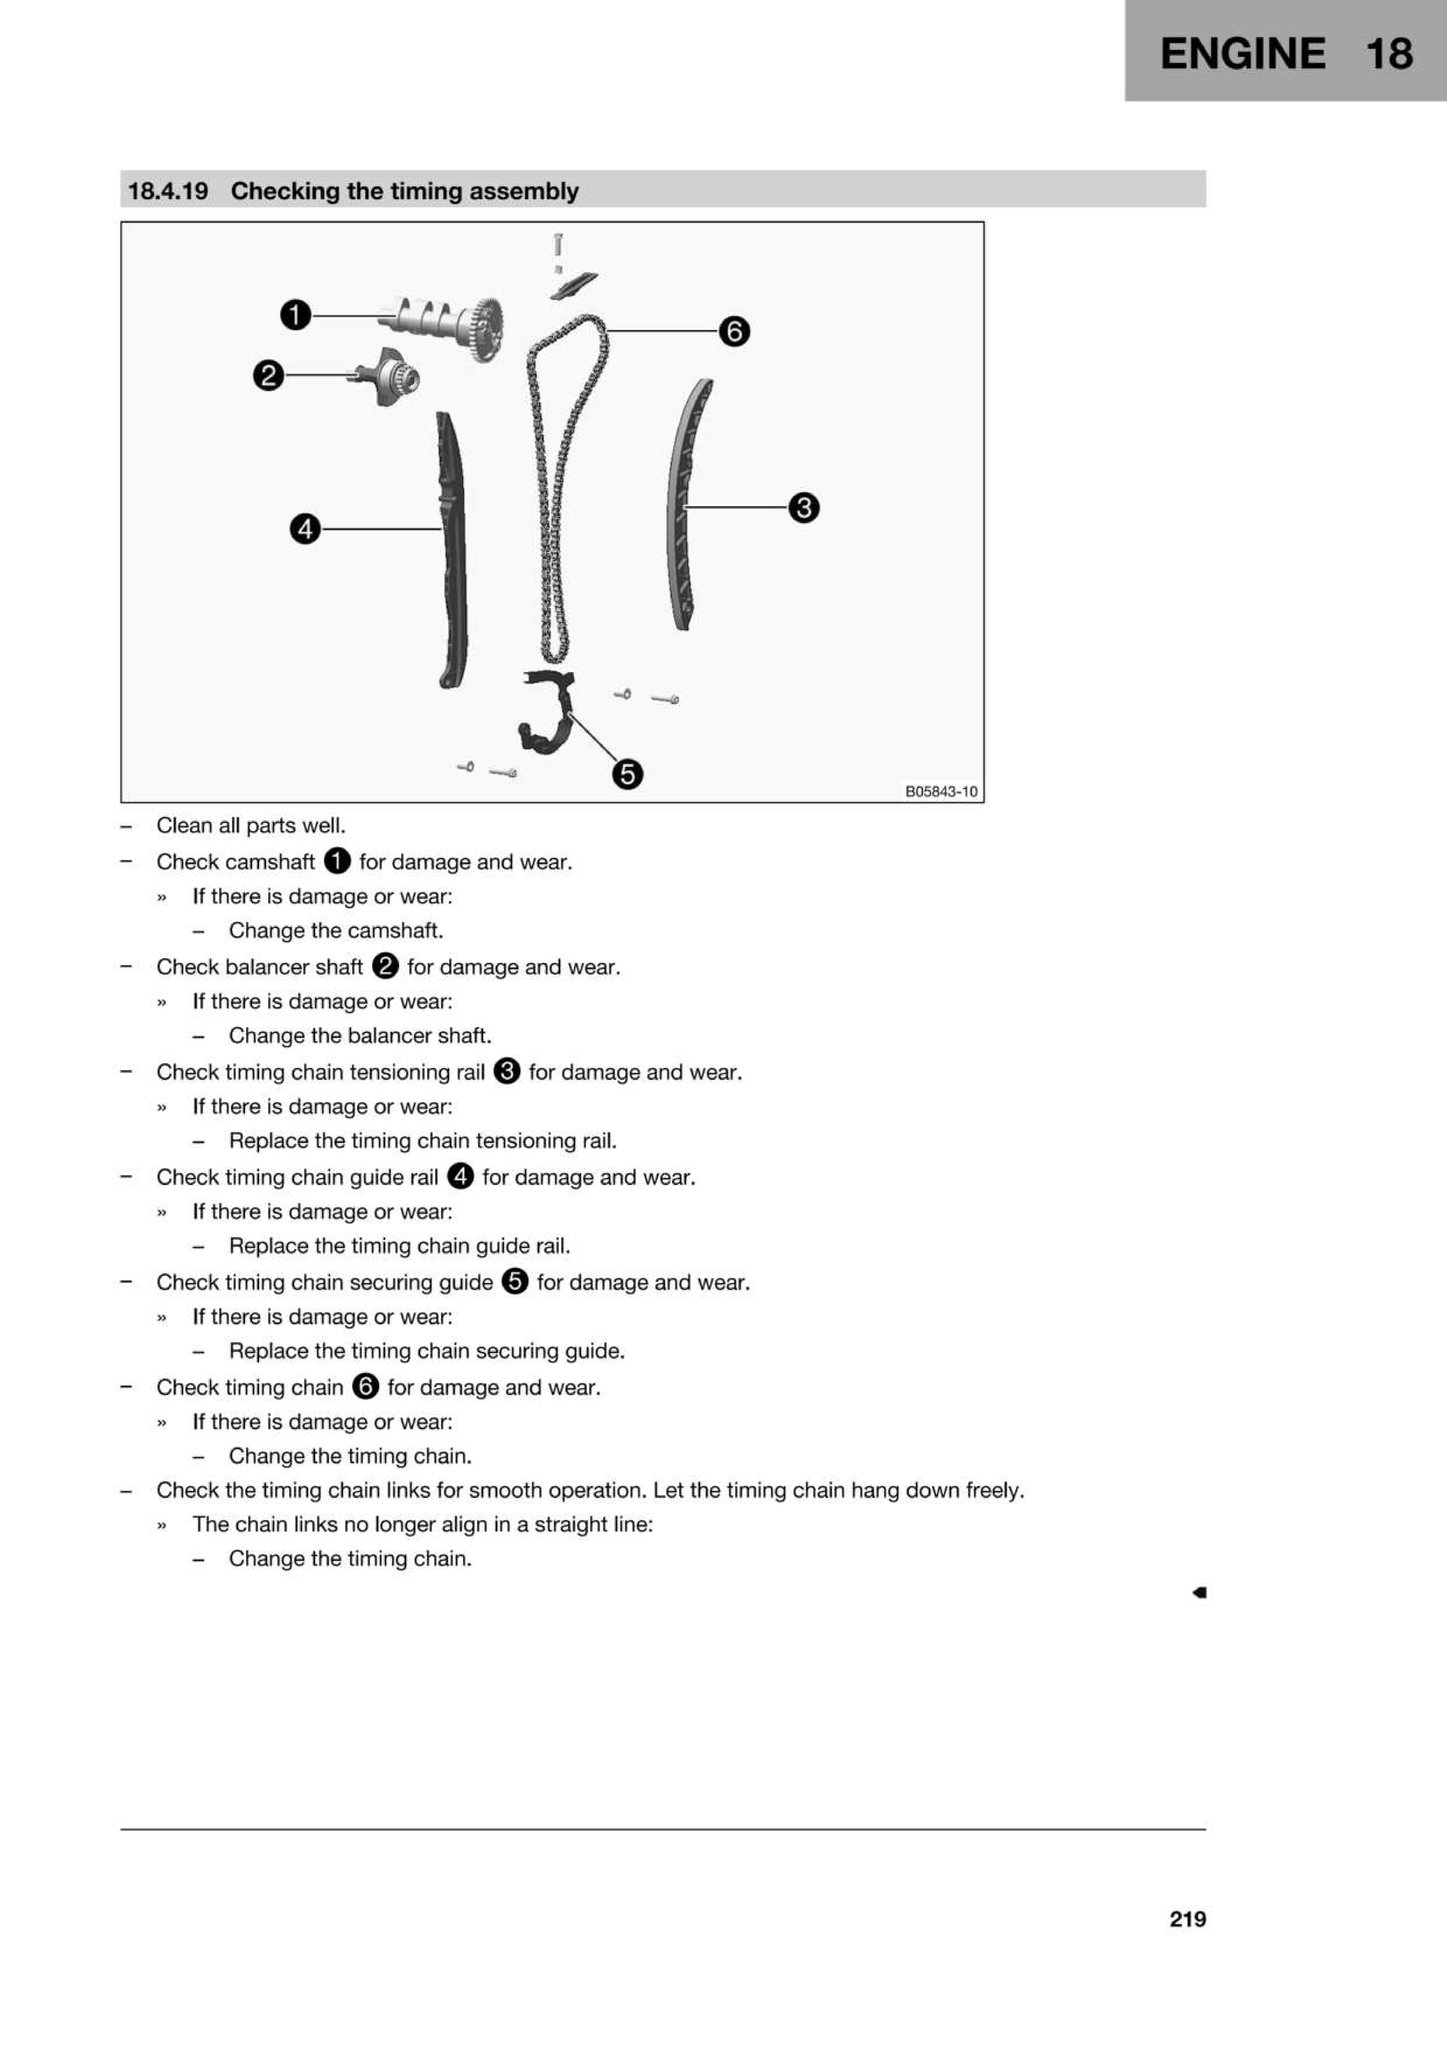 ENGINE 18
18.4.19 Checking the timing assembly
1
6
2
3
4
5
B05843-10
– Clean all parts well.
– Check camshaft ❶ for damage and wear.
» If there is damage or wear:
– Change the camshaft.
– Check balancer shaft ❷ for damage and wear.
» If there is damage or wear:
– Change the balancer shaft.
– Check timing chain tensioning rail ❸ for damage and wear.
» If there is damage or wear:
– Replace the timing chain tensioning rail.
– Check timing chain guide rail ❹ for damage and wear.
» If there is damage or wear:
– Replace the timing chain guide rail.
– Check timing chain securing guide ❺ for damage and wear.
» If there is damage or wear:
– Replace the timing chain securing guide.
– Check timing chain ❻ for damage and wear.
» If there is damage or wear:
– Change the timing chain.
– Check the timing chain links for smooth operation. Let the timing chain hang down freely.
» The chain links no longer align in a straight line:
– Change the timing chain.
219